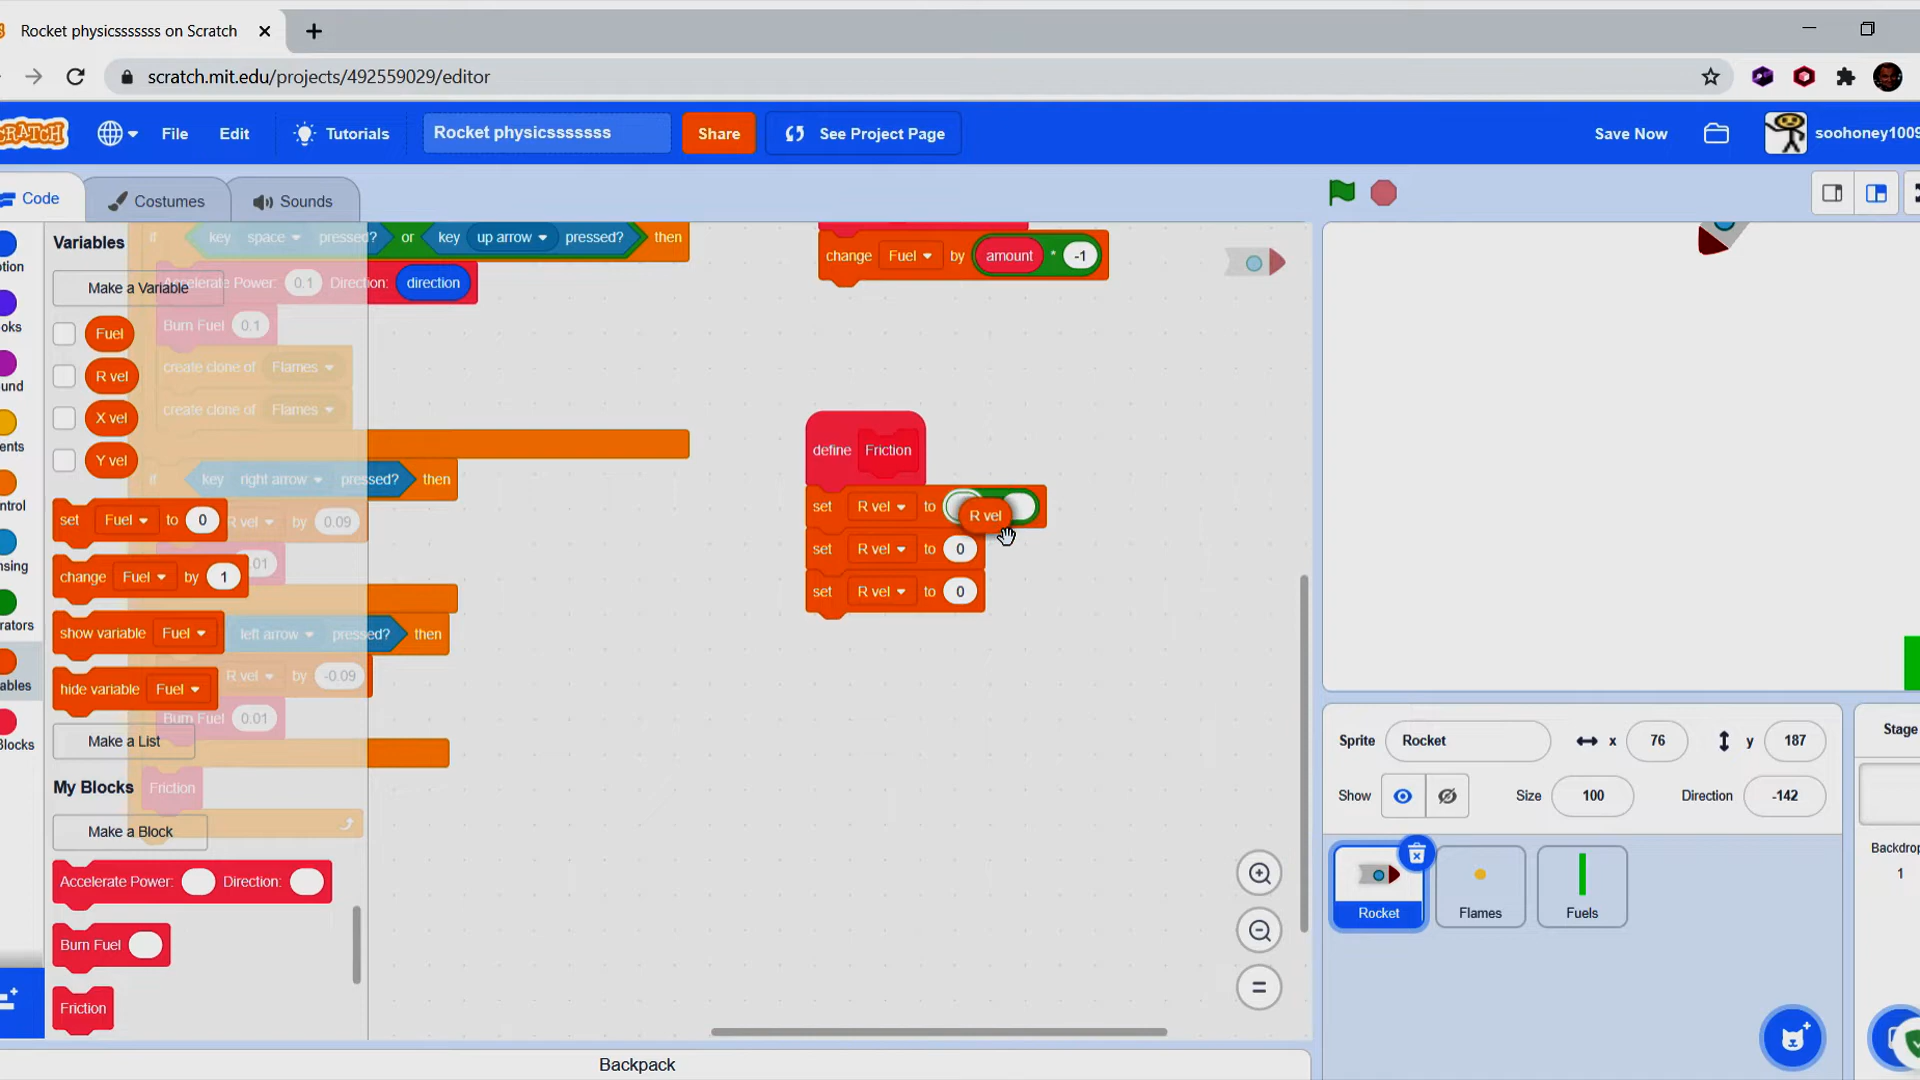 Rocket physicsssssss on Scratch
scratch.mit.edu/projects/492559029/editor
File
Edit
Tutorials
Rocket physicsssssss
Share
See Project Page
Save Now
soohoney1009
Code
Costumes
Sounds
Variables
Make a Variable
Fuel
R vel
X vel
Y vel
set Fuel to 0
change Fuel by 1
show variable Fuel
hide variable Fuel
Make a List
My Blocks
Make a Block
Accelerate Power: Direction:
Burn Fuel
Friction
if key space pressed? or key up arrow pressed? then
Accelerate Power: 0.1 Direction: direction
Burn Fuel 0.1
create clone of Flames
create clone of Flames
if key right arrow pressed? then
R vel by 0.09
.01
left arrow pressed? then
R vel by -0.09
Burn Fuel 0.01
Friction
change Fuel by amount * -1
define Friction
set R vel to R vel
set R vel to 0
set R vel to 0
Backpack
Sprite Rocket x 76 y 187
Show Size 100 Direction -142
Rocket
Flames
Fuels
Stage
Backdrop
1